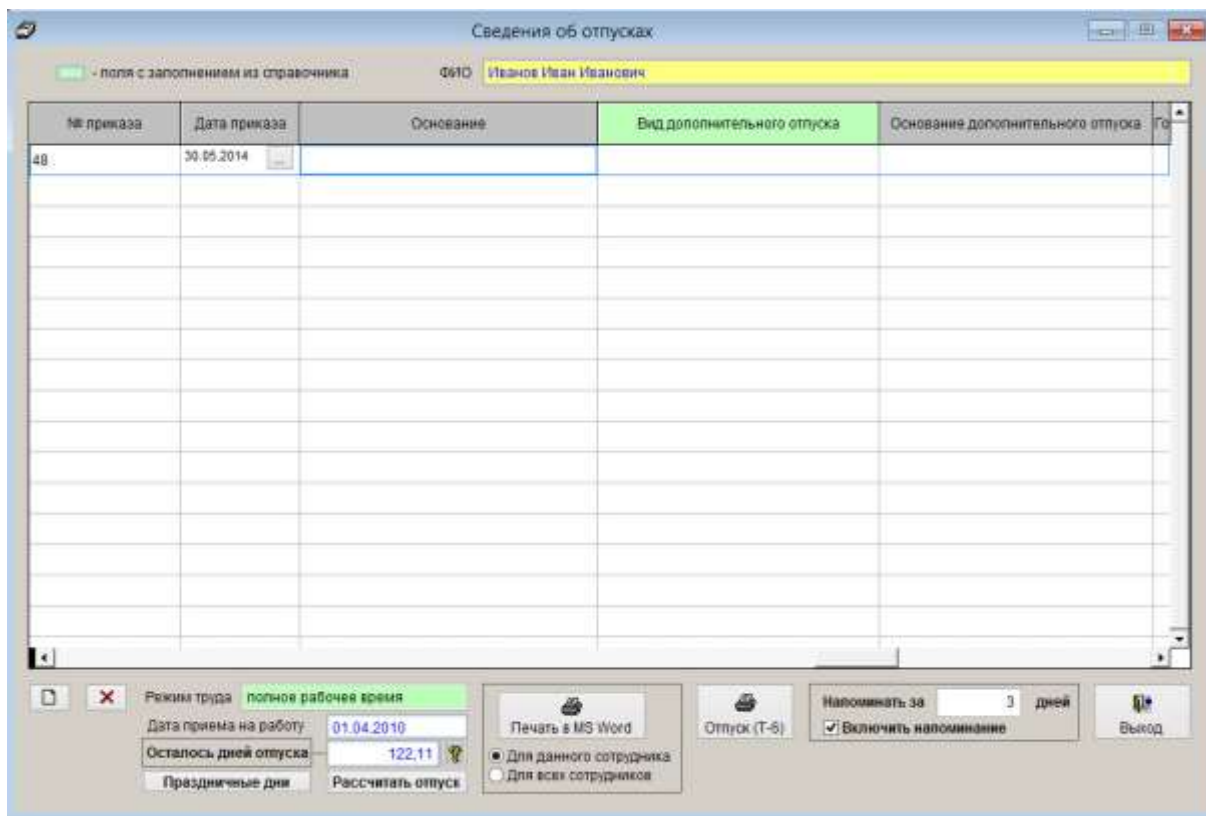 Сведения об отпусках
- поля с заполнением из справочника ФИО Иванов Иван Иванович
№ приказа Дата приказа Основание Вид дополнительного отпуска Основание дополнительного отпуска Го
48 30.05.2014 ...
Режим труда полное рабочее время
Дата приема на работу 01.04.2010
Осталось дней отпуска 122,11
Праздничные дни Рассчитать отпуск
Печать в MS Word
Для данного сотрудника
Для всех сотрудников
Отпуск (Т-6)
Напоминать за 3 дней
Включить напоминание
Выход